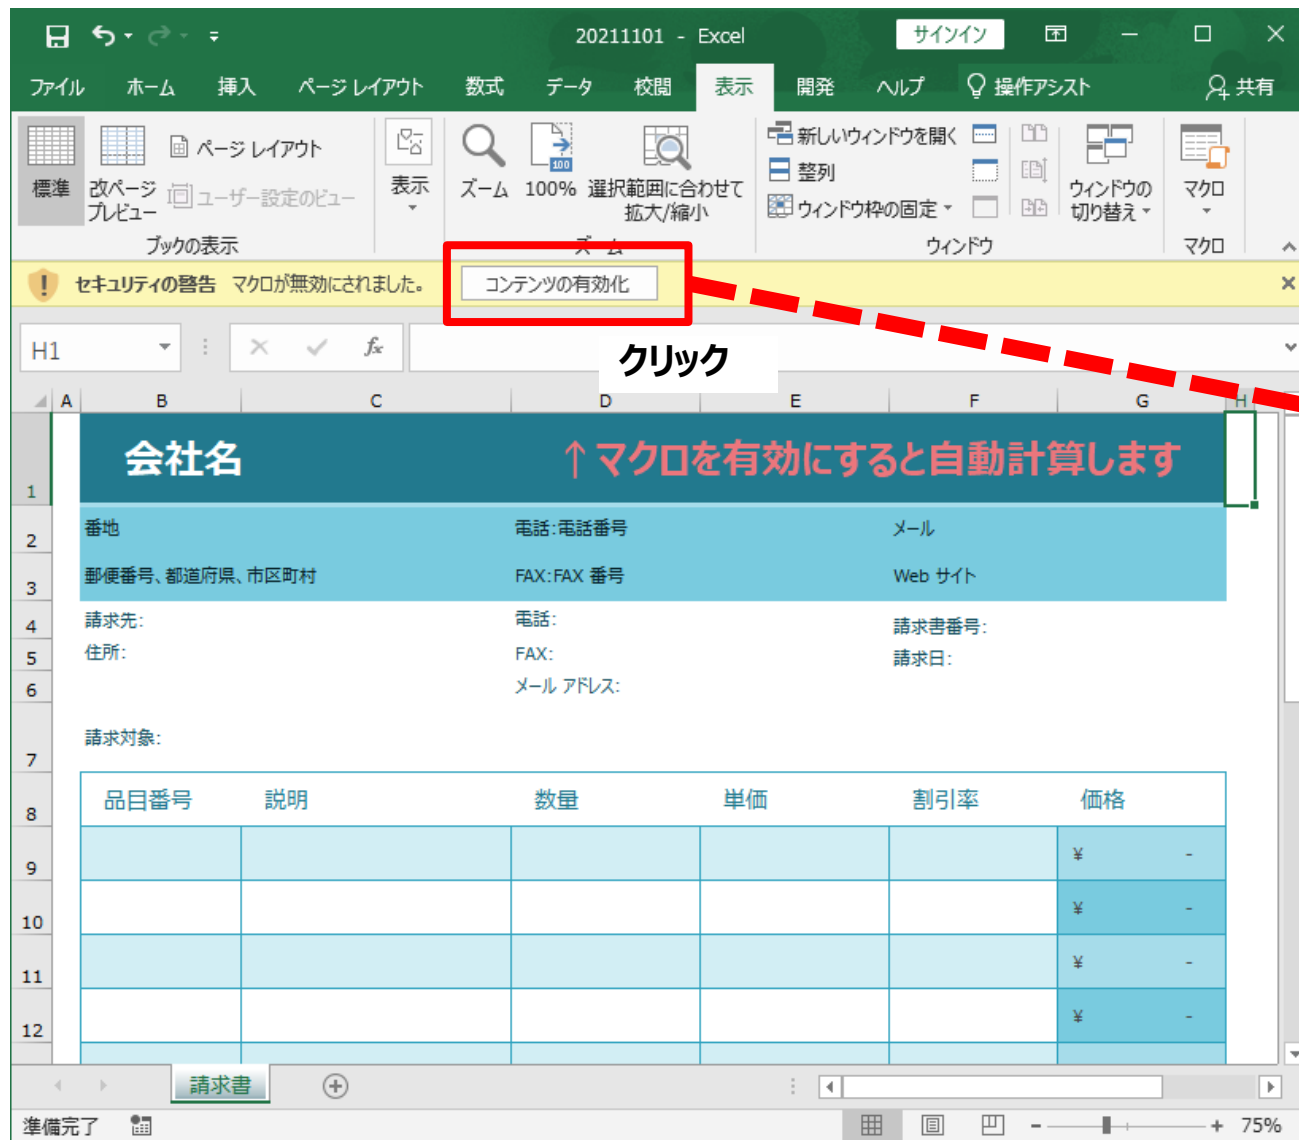 20211101 - Excel
サインイン
ファイル ホーム 挿入 ページ レイアウト 数式 データ 校閲 表示 開発 ヘルプ 操作アシスト 共有
標準
改ページ
プレビュー
ページ レイアウト
ユーザー設定のビュー
ブックの表示
表示
ズーム
100
100%
選択範囲に合わせて
拡大/縮小
ズーム
新しいウィンドウを開く
整列
ウィンドウ枠の固定
ウィンドウの
切り替え
ウィンドウ
マクロ
マクロ
セキュリティの警告 マクロが無効にされました。 コンテンツの有効化
H1
fx
クリック
A B C D E F G H
1 会社名 ↑マクロを有効にすると自動計算します
2 番地 電話:電話番号 メール
3 郵便番号、都道府県、市区町村 FAX:FAX 番号 Web サイト
4 請求先: 電話: 請求書番号:
5 住所: FAX: 請求日:
6 メール アドレス:
7 請求対象:
8 品目番号 説明 数量 単価 割引率 価格
9 ¥ -
10 ¥ -
11 ¥ -
12 ¥ -
請求書
準備完了
75%